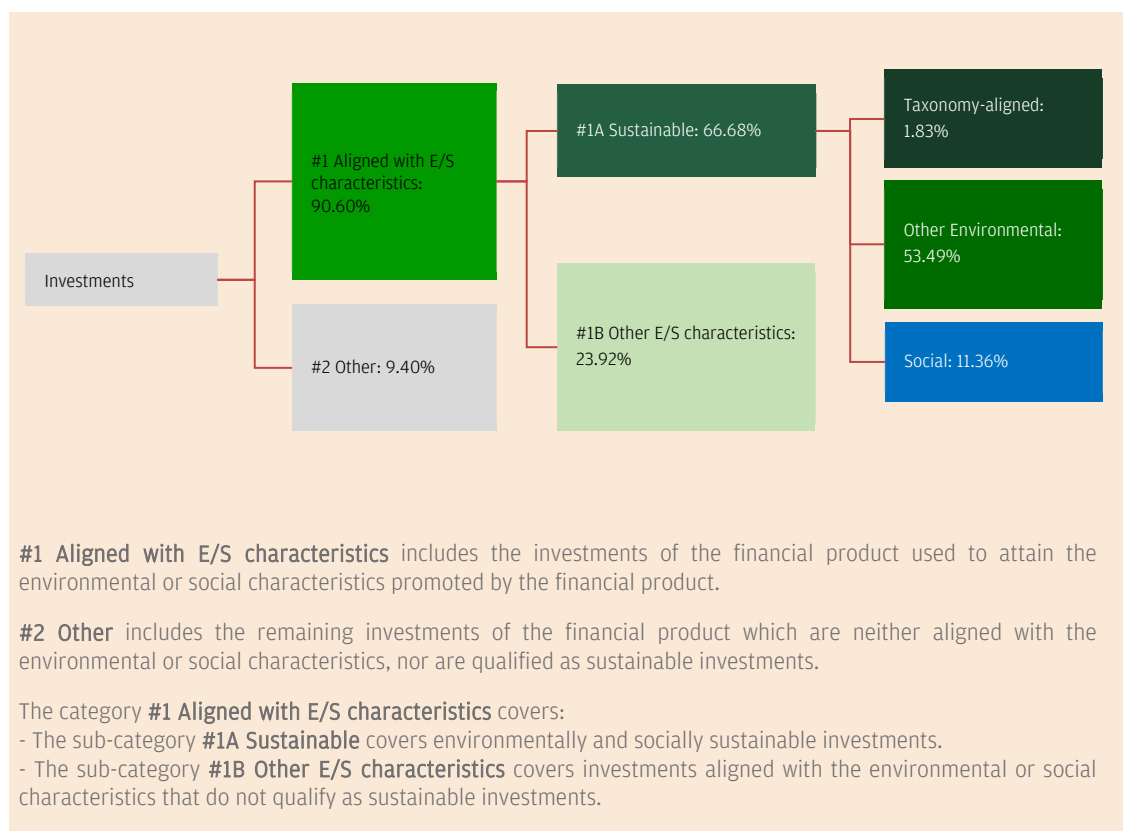 Investments
#1 Aligned with E/S
characteristics:
90.60%
#2 Other: 9.40%
#1A Sustainable: 66.68%
#1B Other E/S characteristics:
23.92%
Taxonomy-aligned:
1.83%
Other Environmental:
53.49%
Social: 11.36%
#1 Aligned with E/S characteristics includes the investments of the financial product used to attain the
environmental or social characteristics promoted by the financial product.
#2 Other includes the remaining investments of the financial product which are neither aligned with the
environmental or social characteristics, nor are qualified as sustainable investments.
The category #1 Aligned with E/S characteristics covers:
- The sub-category #1A Sustainable covers environmentally and socially sustainable investments.
- The sub-category #1B Other E/S characteristics covers investments aligned with the environmental or social
characteristics that do not qualify as sustainable investments.